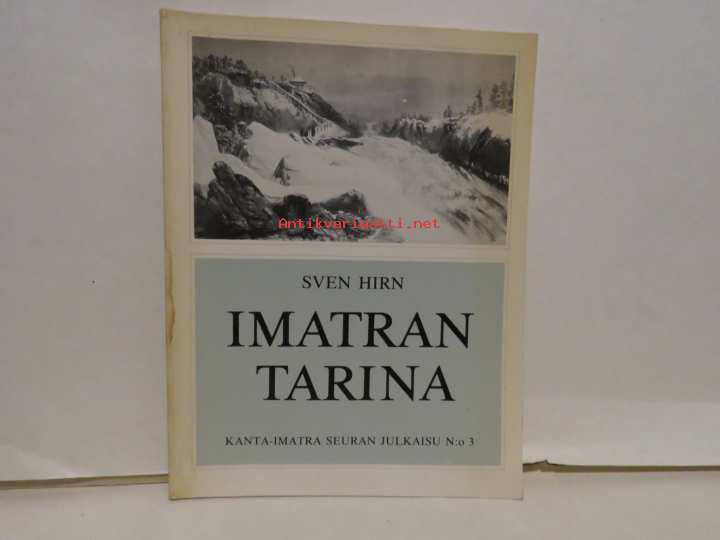 Antikvariaatti.net
SVEN HIRN
IMATRAN
TARINA
KANTA-IMATRA SEURAN JULKAISU N:o 3